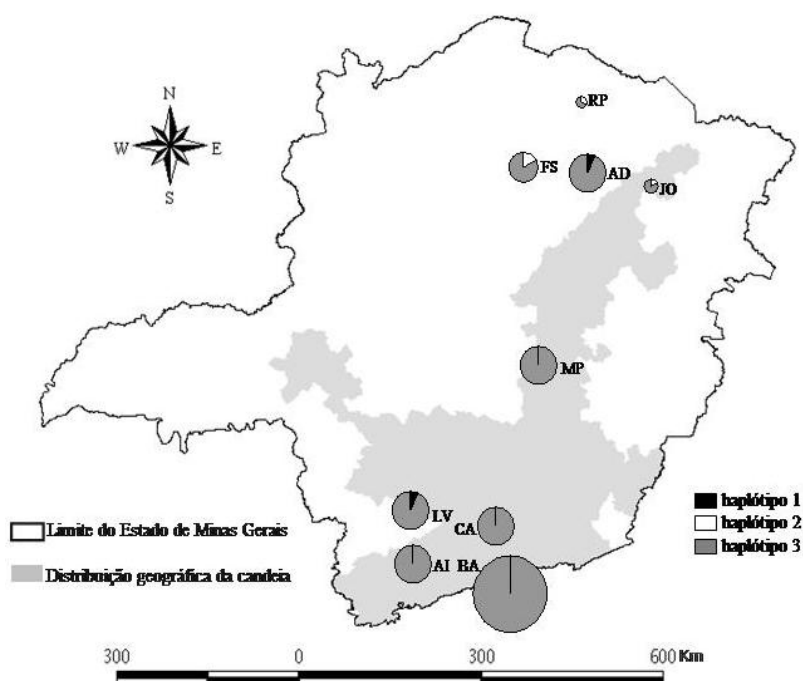 N
W E
S
RP
FS
AD
JO
MP
LV
CA
AI
BA
haplótipo 1
haplótipo 2
haplótipo 3
Limite do Estado de Minas Gerais
Distribuição geográfica da candeia
300 0 300 600 Km